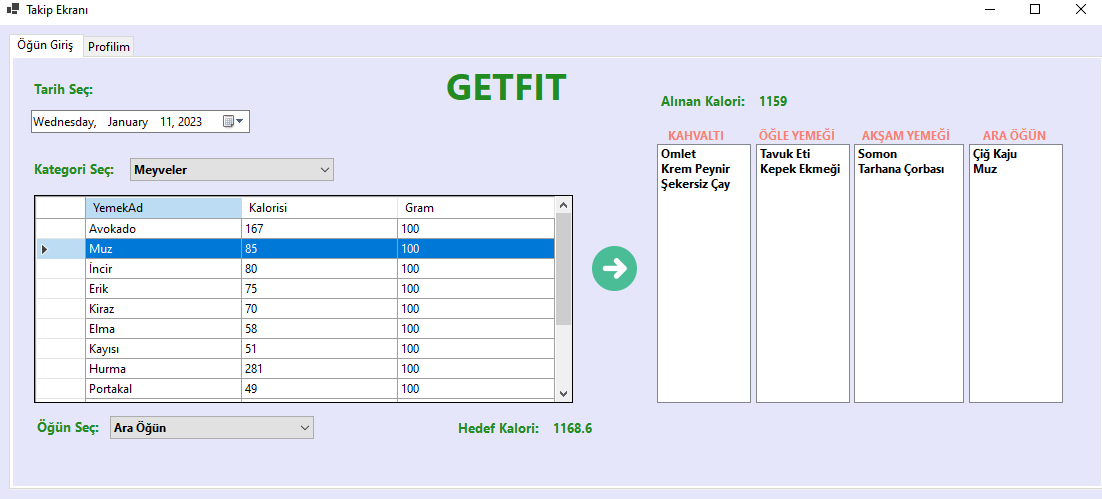 Takip Ekranı
Öğün Giriş Profilim
GETFIT
Tarih Seç:
Wednesday, January 11, 2023
Kategori Seç: Meyveler
YemekAd Kalorisi Gram
Avokado 167 100
Muz 85 100
İncir 80 100
Erik 75 100
Kiraz 70 100
Elma 58 100
Kayısı 51 100
Hurma 281 100
Portakal 49 100
Öğün Seç: Ara Öğün
Hedef Kalori: 1168.6
Alınan Kalori: 1159
KAHVALTI ÖĞLE YEMEĞİ AKŞAM YEMEĞİ ARA ÖĞÜN
Omlet Tavuk Eti Somon Çiğ Kaju
Krem Peynir Kepek Ekmeği Tarhana Çorbası Muz
Şekersiz Çay